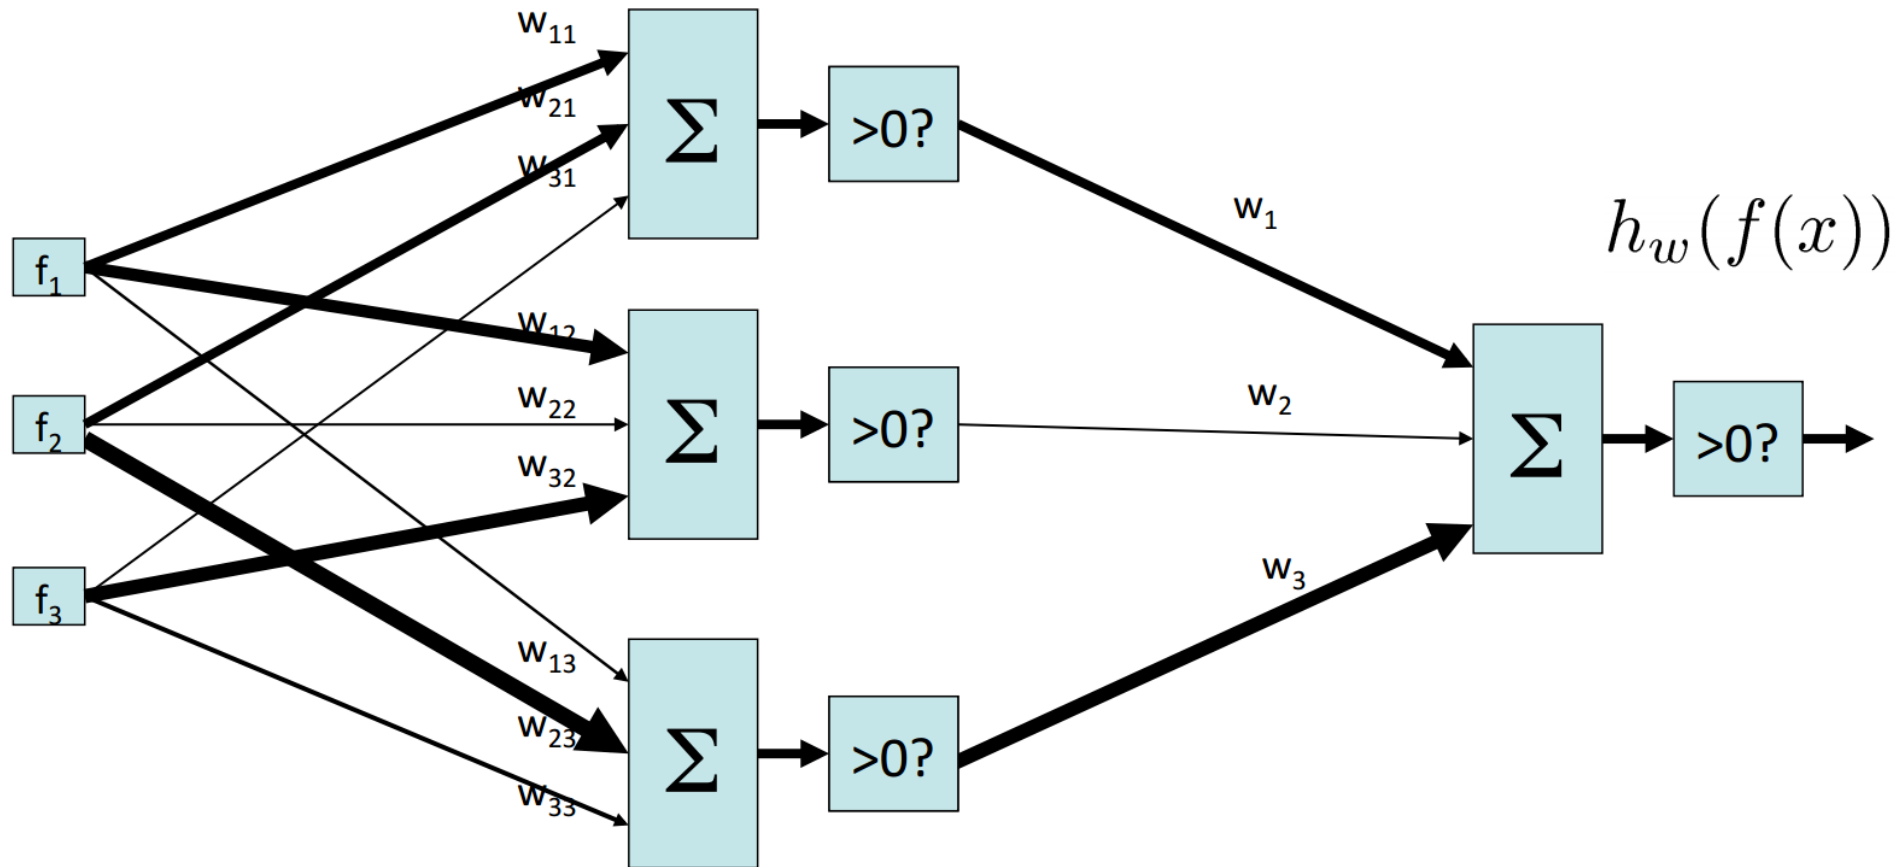 w₁₁
w₂₁
w₃₁
Σ
>0?
w₁
h_w(f(x))
f₁
w₁₂
w₂₂
w₃₂
Σ
>0?
w₂
Σ
>0?
f₂
f₃
w₃
w₁₃
w₂₃
w₃₃
Σ
>0?